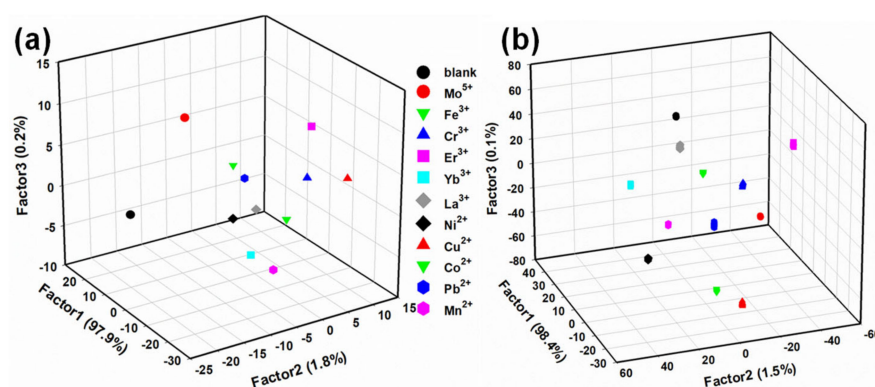 (a)
15
10
5
0
-5
-10
Factor3 (0.2%)
20
10
0
-10
-20
-30
Factor1 (97.9%)
-25
-20
-15
-10
-5
0
5
10
15
Factor2 (1.8%)
blank
Mo5+
Fe3+
Cr3+
Er3+
Yb3+
La3+
Ni2+
Cu2+
Co2+
Pb2+
Mn2+
(b)
80
60
40
20
0
-20
-40
-60
-80
Factor3 (0.1%)
40
30
20
10
0
-10
-20
-30
Factor1 (98.4%)
60
40
20
0
-20
-40
-60
Factor2 (1.5%)